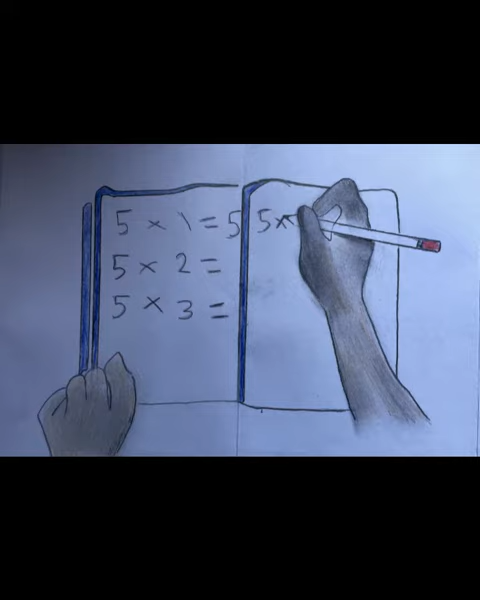 5 × 1 = 5
5 × 2 =
5 × 3 =
5×